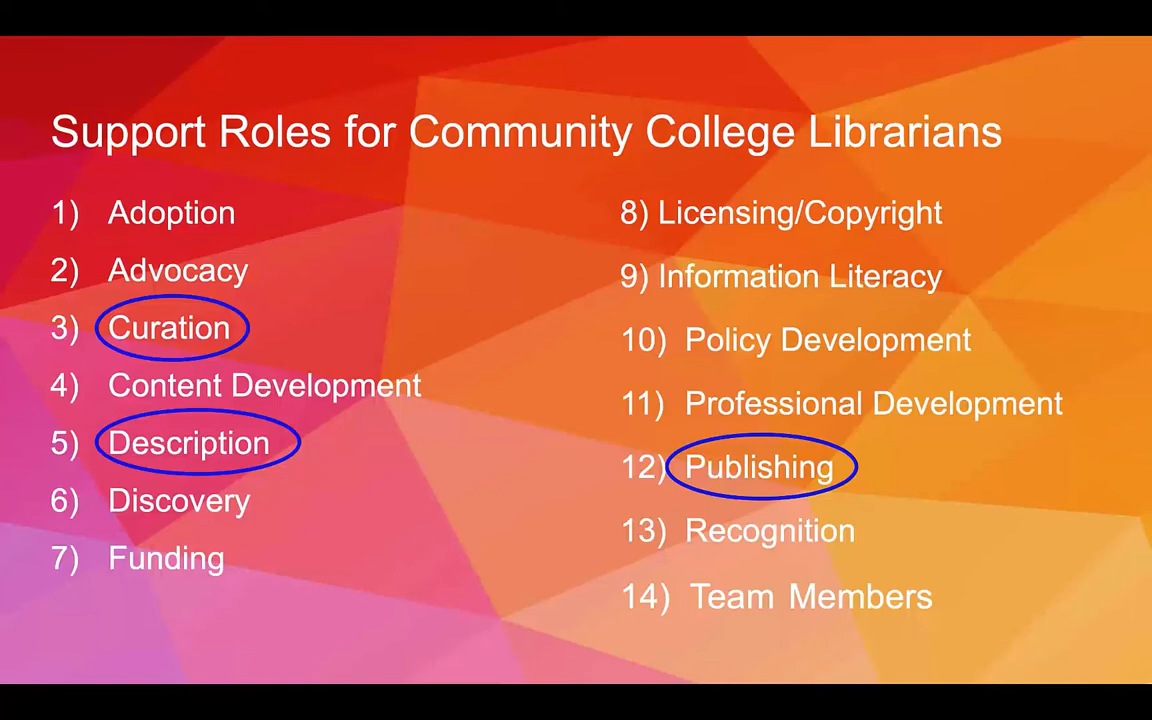 Support Roles for Community College Librarians
1) Adoption
2) Advocacy
3) Curation
4) Content Development
5) Description
6) Discovery
7) Funding
8) Licensing/Copyright
9) Information Literacy
10) Policy Development
11) Professional Development
12) Publishing
13) Recognition
14) Team Members